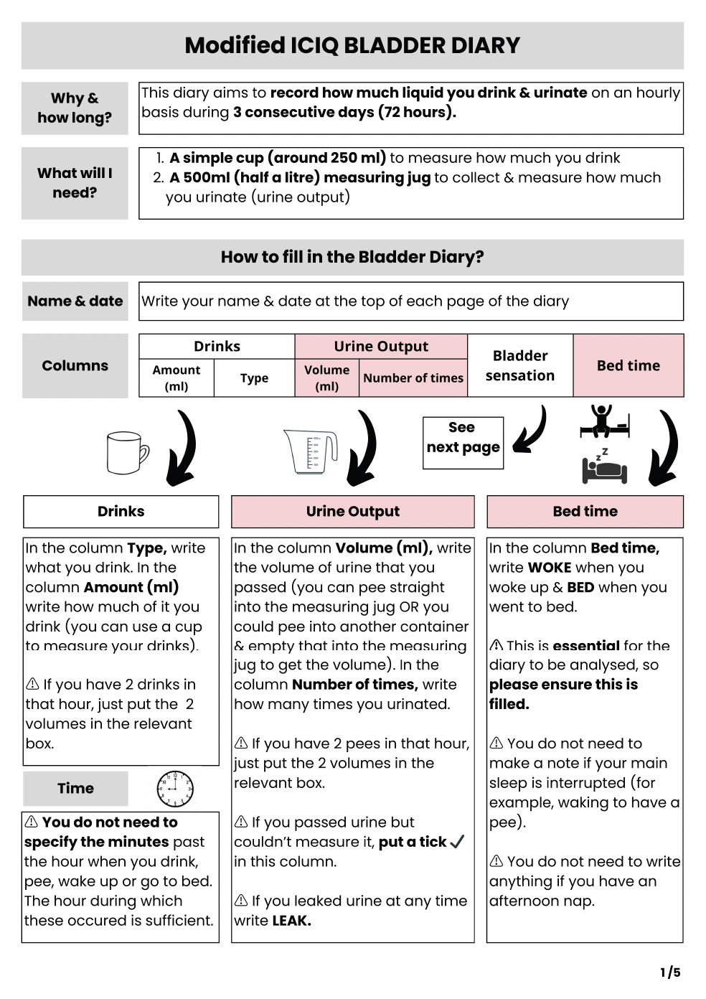 Modified ICIQ BLADDER DIARY
Why &
how long?
This diary aims to record how much liquid you drink & urinate on an hourly
basis during 3 consecutive days (72 hours).
What will I
need?
1. A simple cup (around 250 ml) to measure how much you drink
2. A 500ml (half a litre) measuring jug to collect & measure how much
you urinate (urine output)
How to fill in the Bladder Diary?
Name & date
Write your name & date at the top of each page of the diary
Columns
Drinks
Amount
(ml)
Type
Urine Output
Volume
(ml)
Number of times
Bladder
sensation
Bed time
See
next page
z Z
Drinks
In the column Type, write
what you drink. In the
column Amount (ml)
write how much of it you
drink (you can use a cup
to measure your drinks).
⚠ If you have 2 drinks in
that hour, just put the 2
volumes in the relevant
box.
Time
⚠ You do not need to
specify the minutes past
the hour when you drink,
pee, wake up or go to bed.
The hour during which
these occured is sufficient.
Urine Output
In the column Volume (ml), write
the volume of urine that you
passed (you can pee straight
into the measuring jug OR you
could pee into another container
& empty that into the measuring
jug to get the volume). In the
column Number of times, write
how many times you urinated.
⚠ If you have 2 pees in that hour,
just put the 2 volumes in the
relevant box.
⚠ If you passed urine but
couldn't measure it, put a tick ✓
in this column.
⚠ If you leaked urine at any time
write LEAK.
Bed time
In the column Bed time,
write WOKE when you
woke up & BED when you
went to bed.
⚠ This is essential for the
diary to be analysed, so
please ensure this is
filled.
⚠ You do not need to
make a note if your main
sleep is interrupted (for
example, waking to have a
pee).
⚠ You do not need to write
anything if you have an
afternoon nap.
1 /5